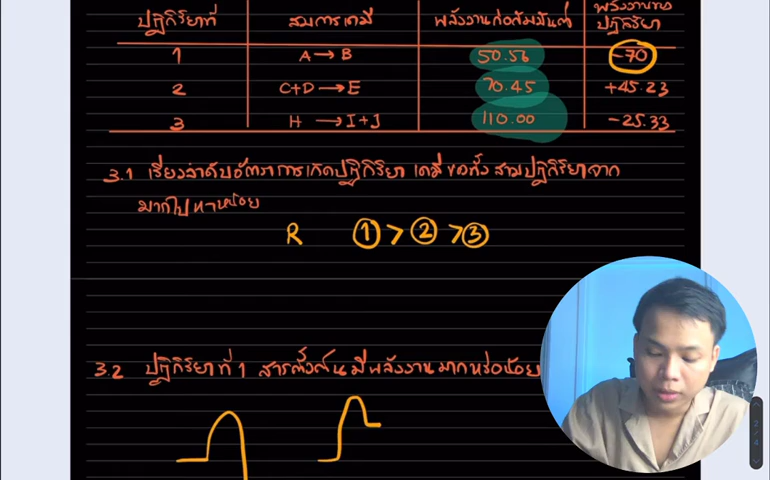 ปฏิกิริยาที่ สมการเคมี พลังงานก่อกัมมันต์ พลังงานของปฏิกิริยา
1 A → B 50.56 -70
2 C+D → E 70.45 +45.23
3 H → I+J 110.00 -25.33
3.1 เรียงลำดับอัตราการเกิดปฏิกิริยา เคมี ของทั้งสามปฏิกิริยาจาก
มากไปหาน้อย
R ① > ② > ③
3.2 ปฏิกิริยาที่ 1 สารตั้งต้นมีพลังงานมากหรือน้อย
2
4